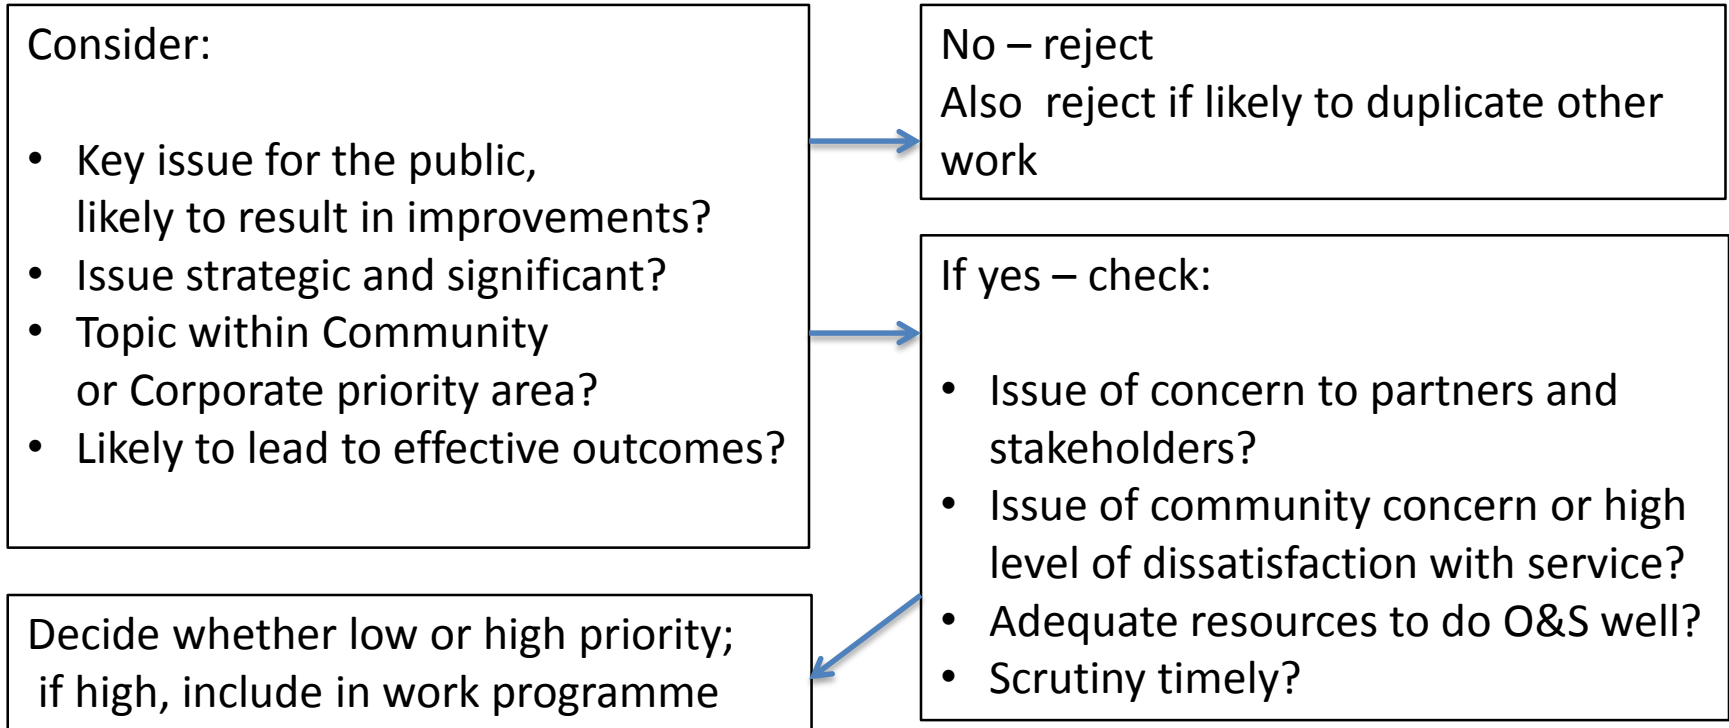 Consider:
• Key issue for the public,
likely to result in improvements?
• Issue strategic and significant?
• Topic within Community
or Corporate priority area?
• Likely to lead to effective outcomes?
No – reject
Also reject if likely to duplicate other
work
If yes – check:
• Issue of concern to partners and
stakeholders?
• Issue of community concern or high
level of dissatisfaction with service?
• Adequate resources to do O&S well?
• Scrutiny timely?
Decide whether low or high priority;
if high, include in work programme